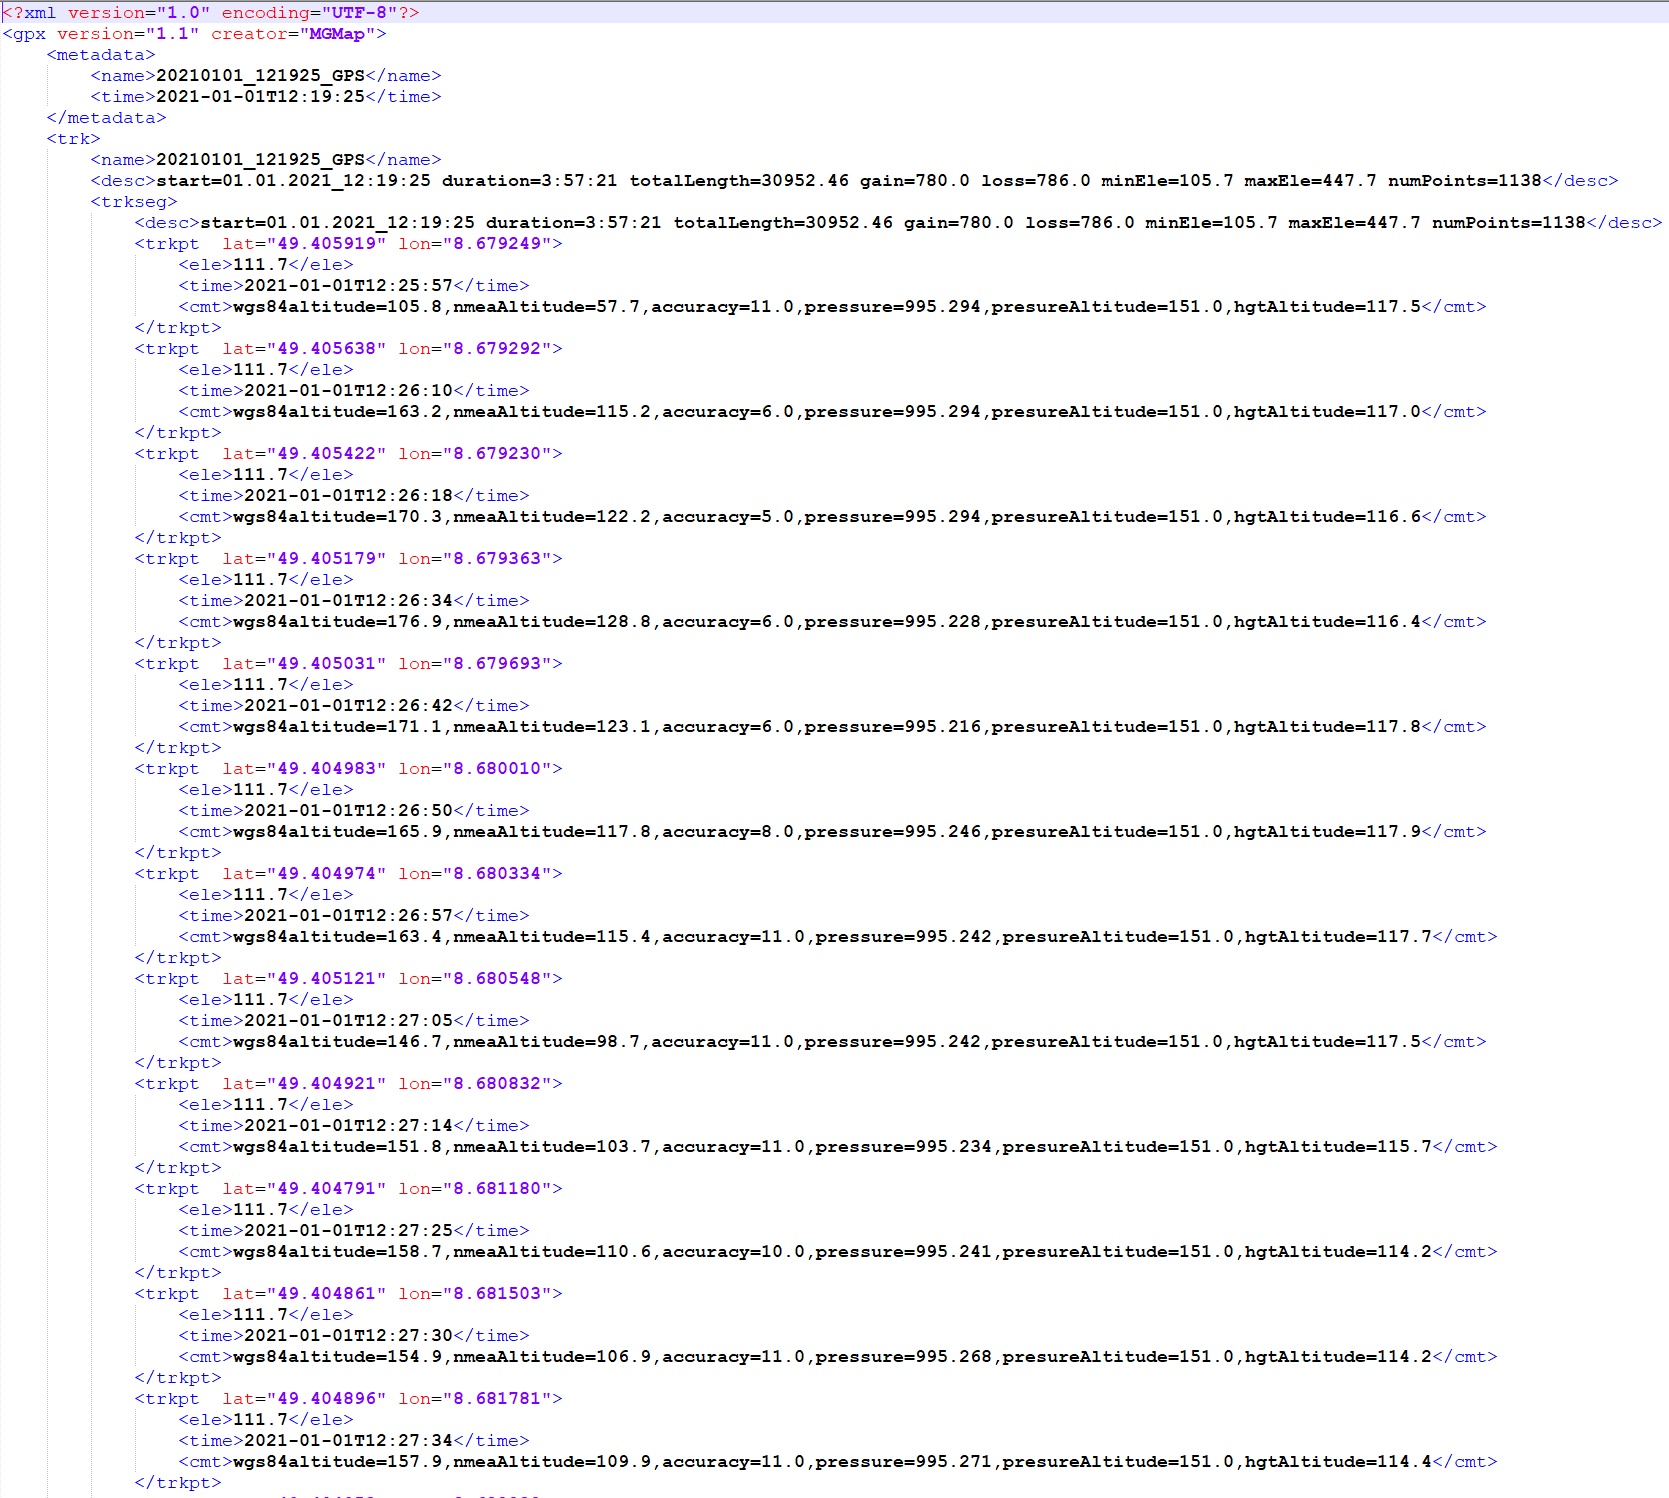 <?xml version="1.0" encoding="UTF-8"?>
<gpx version="1.1" creator="MGMap">
<metadata>
<name>20210101_121925_GPS</name>
<time>2021-01-01T12:19:25</time>
</metadata>
<trk>
<name>20210101_121925_GPS</name>
<desc>start=01.01.2021_12:19:25 duration=3:57:21 totalLength=30952.46 gain=780.0 loss=786.0 minEle=105.7 maxEle=447.7 numPoints=1138</desc>
<trkseg>
<desc>start=01.01.2021_12:19:25 duration=3:57:21 totalLength=30952.46 gain=780.0 loss=786.0 minEle=105.7 maxEle=447.7 numPoints=1138</desc>
<trkpt  lat="49.405919" lon="8.679249">
<ele>111.7</ele>
<time>2021-01-01T12:25:57</time>
<cmt>wgs84altitude=105.8,nmeaAltitude=57.7,accuracy=11.0,pressure=995.294,presureAltitude=151.0,hgtAltitude=117.5</cmt>
</trkpt>
<trkpt  lat="49.405638" lon="8.679292">
<ele>111.7</ele>
<time>2021-01-01T12:26:10</time>
<cmt>wgs84altitude=163.2,nmeaAltitude=115.2,accuracy=6.0,pressure=995.294,presureAltitude=151.0,hgtAltitude=117.0</cmt>
</trkpt>
<trkpt  lat="49.405422" lon="8.679230">
<ele>111.7</ele>
<time>2021-01-01T12:26:18</time>
<cmt>wgs84altitude=170.3,nmeaAltitude=122.2,accuracy=5.0,pressure=995.294,presureAltitude=151.0,hgtAltitude=116.6</cmt>
</trkpt>
<trkpt  lat="49.405179" lon="8.679363">
<ele>111.7</ele>
<time>2021-01-01T12:26:34</time>
<cmt>wgs84altitude=176.9,nmeaAltitude=128.8,accuracy=6.0,pressure=995.228,presureAltitude=151.0,hgtAltitude=116.4</cmt>
</trkpt>
<trkpt  lat="49.405031" lon="8.679693">
<ele>111.7</ele>
<time>2021-01-01T12:26:42</time>
<cmt>wgs84altitude=171.1,nmeaAltitude=123.1,accuracy=6.0,pressure=995.216,presureAltitude=151.0,hgtAltitude=117.8</cmt>
</trkpt>
<trkpt  lat="49.404983" lon="8.680010">
<ele>111.7</ele>
<time>2021-01-01T12:26:50</time>
<cmt>wgs84altitude=165.9,nmeaAltitude=117.8,accuracy=8.0,pressure=995.246,presureAltitude=151.0,hgtAltitude=117.9</cmt>
</trkpt>
<trkpt  lat="49.404974" lon="8.680334">
<ele>111.7</ele>
<time>2021-01-01T12:26:57</time>
<cmt>wgs84altitude=163.4,nmeaAltitude=115.4,accuracy=11.0,pressure=995.242,presureAltitude=151.0,hgtAltitude=117.7</cmt>
</trkpt>
<trkpt  lat="49.405121" lon="8.680548">
<ele>111.7</ele>
<time>2021-01-01T12:27:05</time>
<cmt>wgs84altitude=146.7,nmeaAltitude=98.7,accuracy=11.0,pressure=995.242,presureAltitude=151.0,hgtAltitude=117.5</cmt>
</trkpt>
<trkpt  lat="49.404921" lon="8.680832">
<ele>111.7</ele>
<time>2021-01-01T12:27:14</time>
<cmt>wgs84altitude=151.8,nmeaAltitude=103.7,accuracy=11.0,pressure=995.234,presureAltitude=151.0,hgtAltitude=115.7</cmt>
</trkpt>
<trkpt  lat="49.404791" lon="8.681180">
<ele>111.7</ele>
<time>2021-01-01T12:27:25</time>
<cmt>wgs84altitude=158.7,nmeaAltitude=110.6,accuracy=10.0,pressure=995.241,presureAltitude=151.0,hgtAltitude=114.2</cmt>
</trkpt>
<trkpt  lat="49.404861" lon="8.681503">
<ele>111.7</ele>
<time>2021-01-01T12:27:30</time>
<cmt>wgs84altitude=154.9,nmeaAltitude=106.9,accuracy=11.0,pressure=995.268,presureAltitude=151.0,hgtAltitude=114.2</cmt>
</trkpt>
<trkpt  lat="49.404896" lon="8.681781">
<ele>111.7</ele>
<time>2021-01-01T12:27:34</time>
<cmt>wgs84altitude=157.9,nmeaAltitude=109.9,accuracy=11.0,pressure=995.271,presureAltitude=151.0,hgtAltitude=114.4</cmt>
</trkpt>